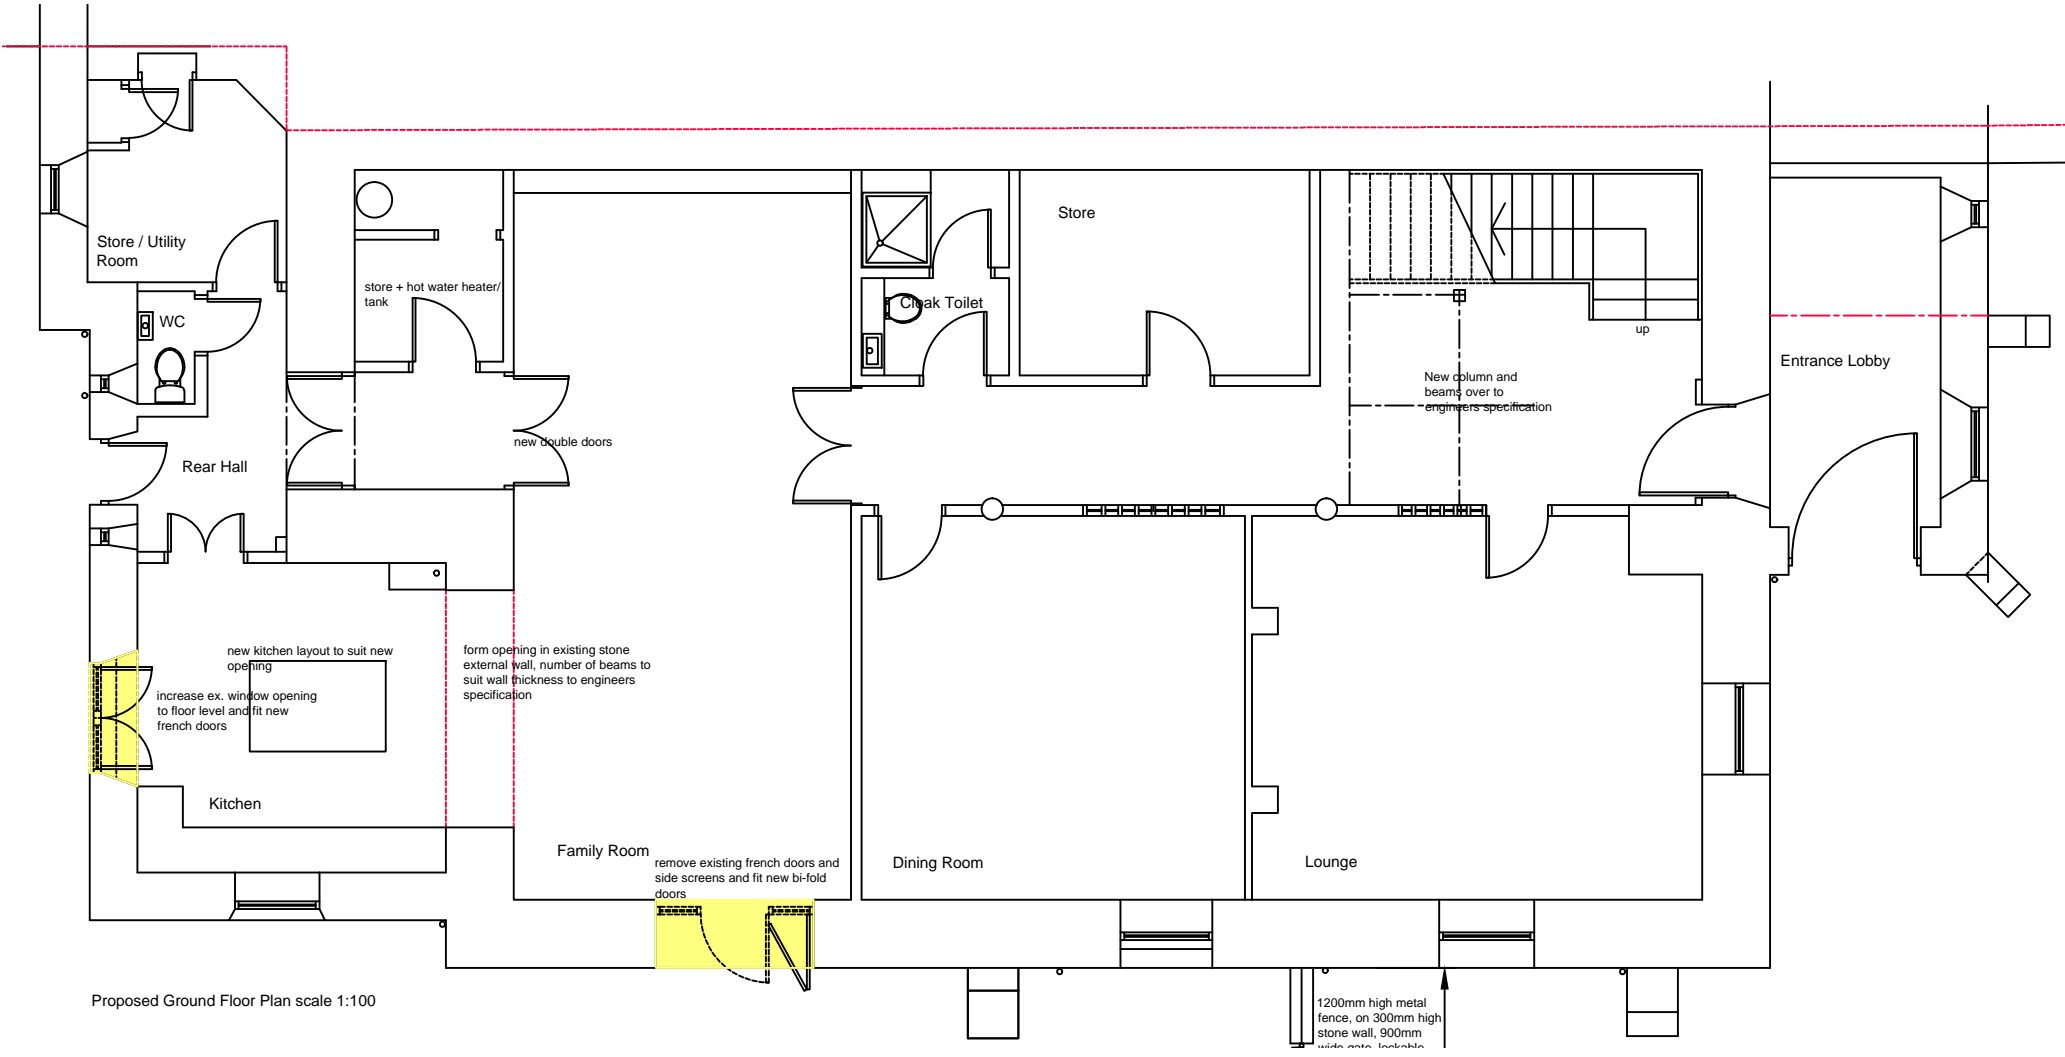 Store
Store / Utility
Room
store + hot water heater/
tank
Cloak Toilet
WC
up
Entrance Lobby
New column and
beams over to
engineers specification
new double doors
Rear Hall
new kitchen layout to suit new
opening
form opening in existing stone
external wall, number of beams to
suit wall thickness to engineers
specification
increase ex. window opening
to floor level and fit new
french doors
Kitchen
Family Room
remove existing french doors and
side screens and fit new bi-fold
doors
Dining Room
Lounge
Proposed Ground Floor Plan scale 1:100
1200mm high metal
fence, on 300mm high
stone wall, 900mm
wide gate, lockable